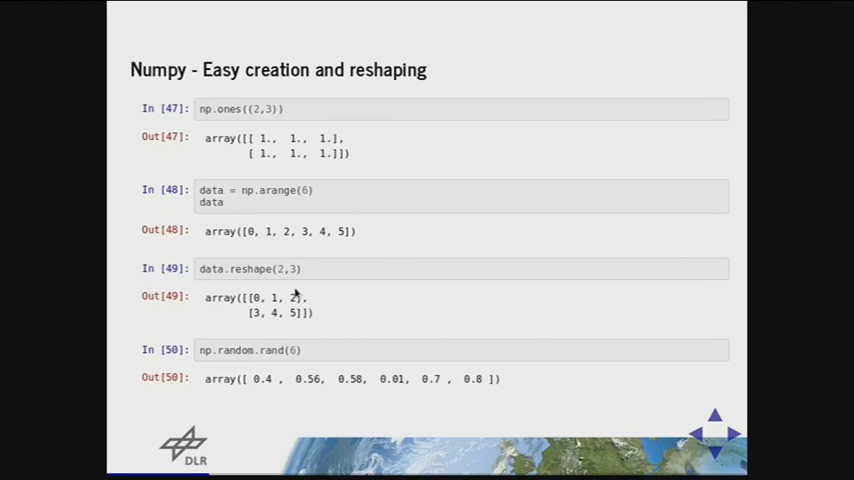 Numpy - Easy creation and reshaping
In [47]: np.ones((2,3))
Out[47]: array([[ 1., 1., 1.],
[ 1., 1., 1.]])
In [48]: data = np.arange(6)
data
Out[48]: array([0, 1, 2, 3, 4, 5])
In [49]: data.reshape(2,3)
Out[49]: array([[0, 1, 2],
[3, 4, 5]])
In [50]: np.random.rand(6)
Out[50]: array([ 0.4 , 0.56, 0.58, 0.01, 0.7 , 0.8 ])
DLR